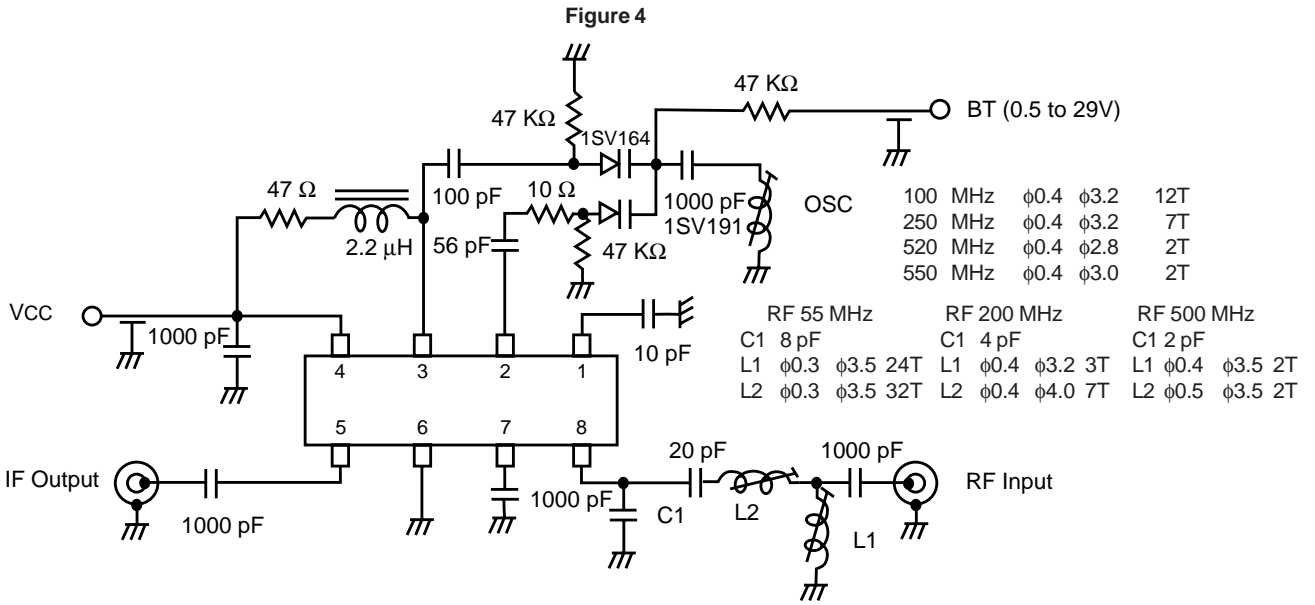 Figure 4
47 KΩ
BT (0.5 to 29V)
47 KΩ
1SV164
47 Ω
100 pF
10 Ω
1000 pF
1SV191
OSC
2.2 μH
56 pF
47 KΩ
100 MHz φ0.4 φ3.2 12T
250 MHz φ0.4 φ3.2 7T
520 MHz φ0.4 φ2.8 2T
550 MHz φ0.4 φ3.0 2T
VCC
1000 pF
10 pF
RF 55 MHz RF 200 MHz RF 500 MHz
C1 8 pF C1 4 pF C1 2 pF
L1 φ0.3 φ3.5 24T L1 φ0.4 φ3.2 3T L1 φ0.4 φ3.5 2T
L2 φ0.3 φ3.5 32T L2 φ0.4 φ4.0 7T L2 φ0.5 φ3.5 2T
4 3 2 1
5 6 7 8
IF Output
1000 pF
1000 pF
C1
20 pF
L2
1000 pF
RF Input
L1